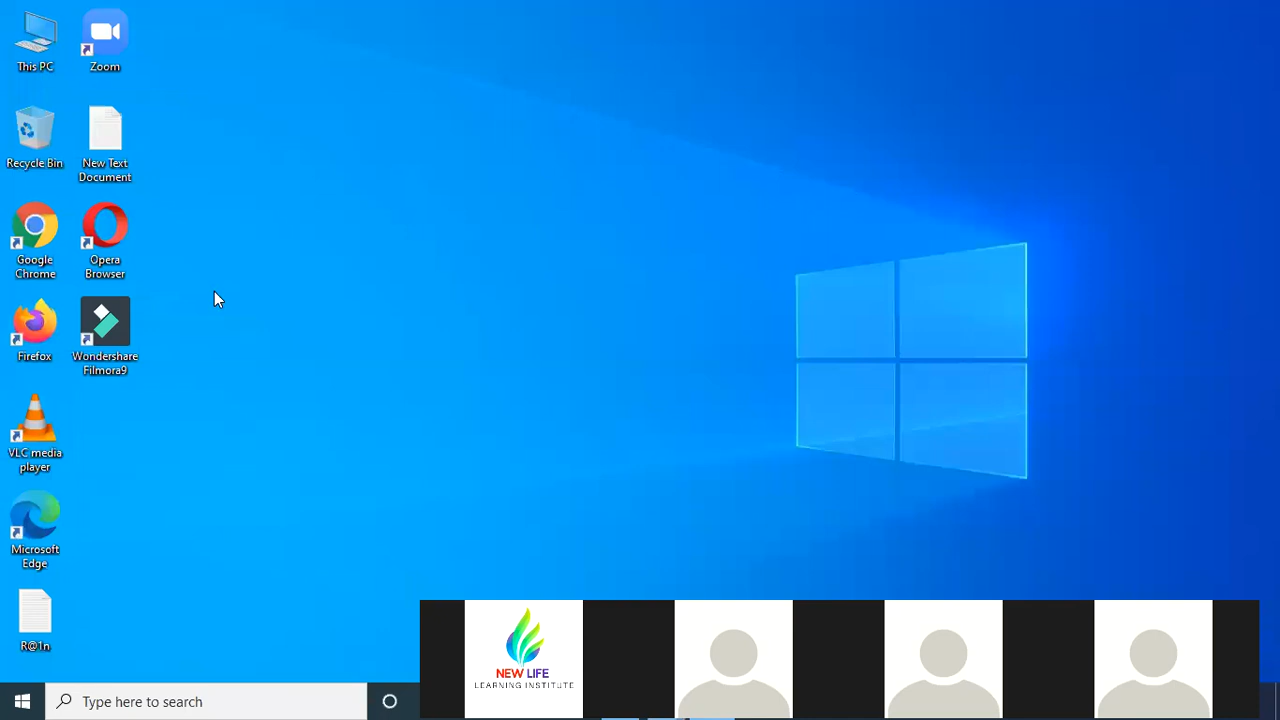 This PC
Zoom
Recycle Bin
New Text
Document
Google
Chrome
Opera
Browser
Firefox
Wondershare
Filmora9
VLC media
player
Microsoft
Edge
R@1n
Type here to search
NEW LIFE
LEARNING INSTITUTE